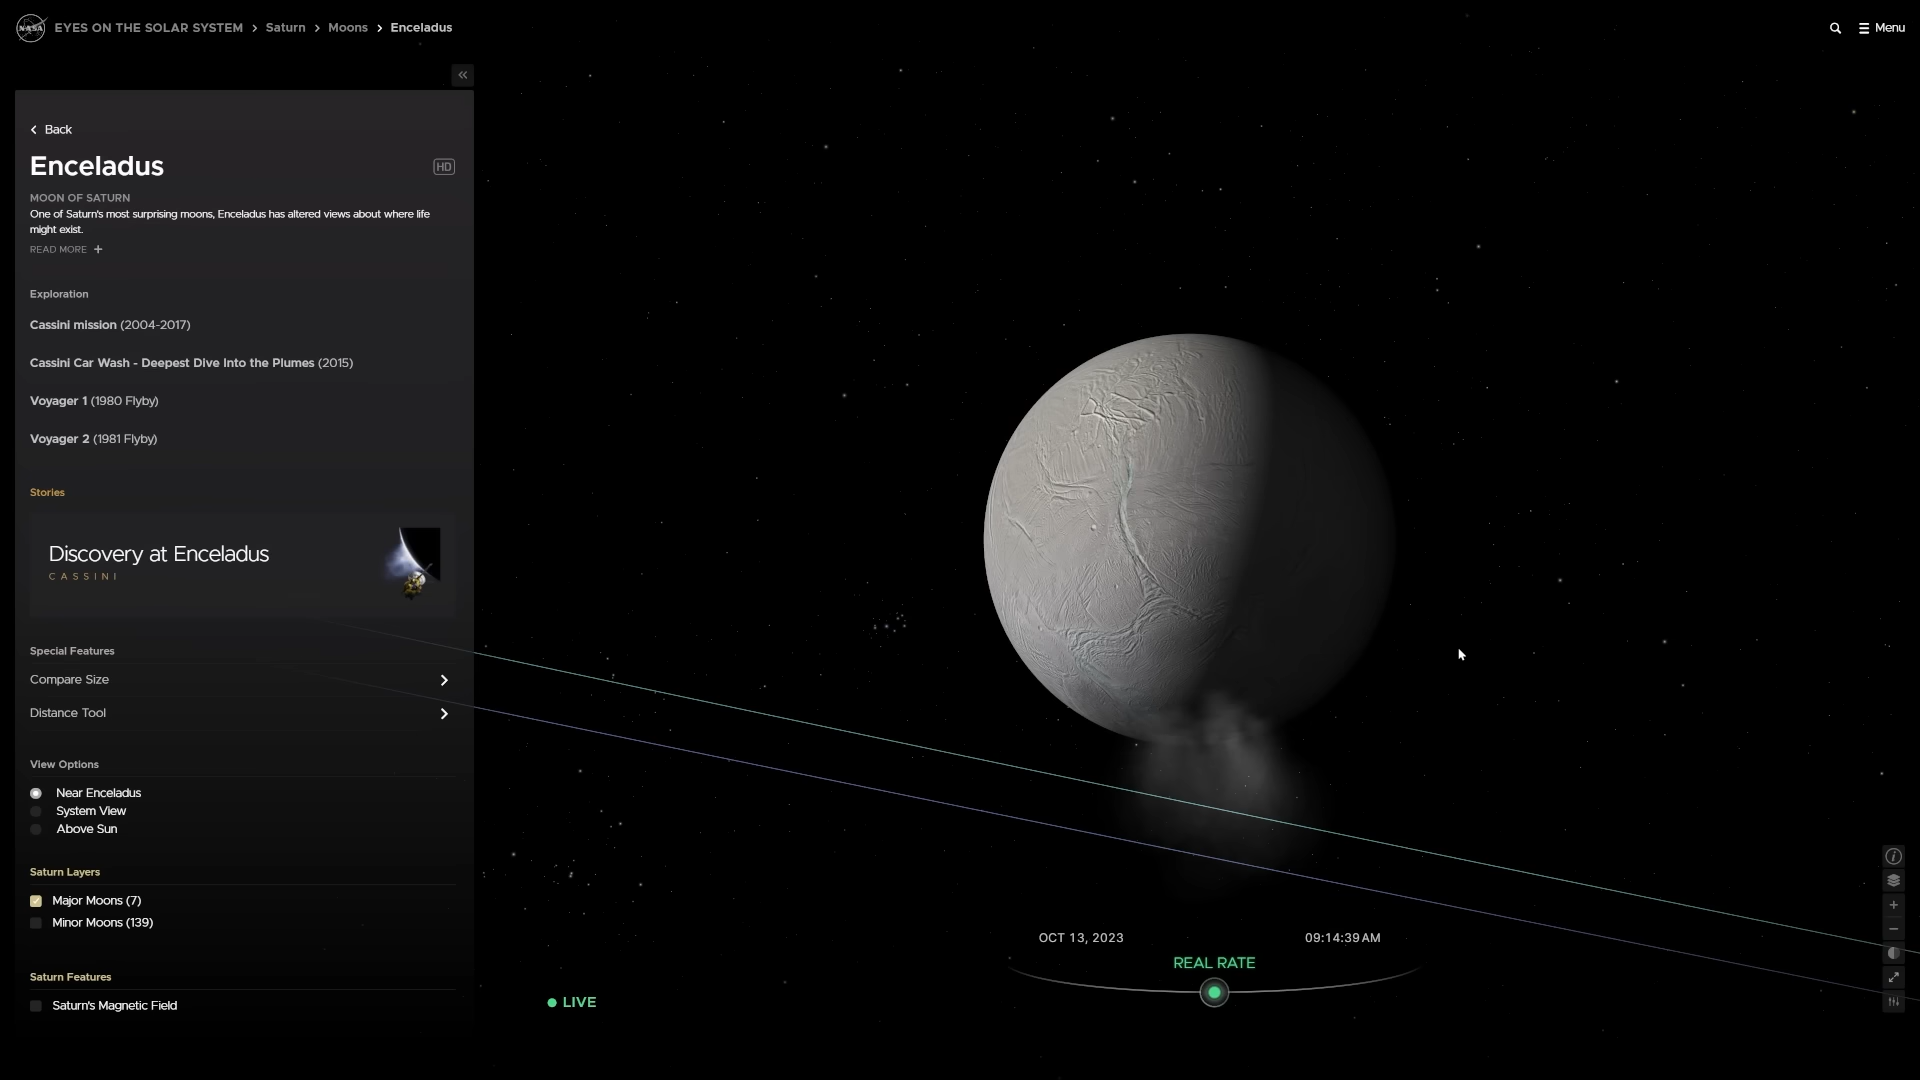 NASA EYES ON THE SOLAR SYSTEM > Saturn > Moons > Enceladus
Menu
Back
Enceladus
HD
MOON OF SATURN
One of Saturn's most surprising moons, Enceladus has altered views about where life
might exist.
READ MORE +
Exploration
Cassini mission (2004-2017)
Cassini Car Wash - Deepest Dive Into the Plumes (2015)
Voyager 1 (1980 Flyby)
Voyager 2 (1981 Flyby)
Stories
Discovery at Enceladus
CASSINI
Special Features
Compare Size
Distance Tool
View Options
Near Enceladus
System View
Above Sun
Saturn Layers
Major Moons (7)
Minor Moons (139)
Saturn Features
Saturn's Magnetic Field
OCT 13, 2023 09:14:39 AM
REAL RATE
LIVE